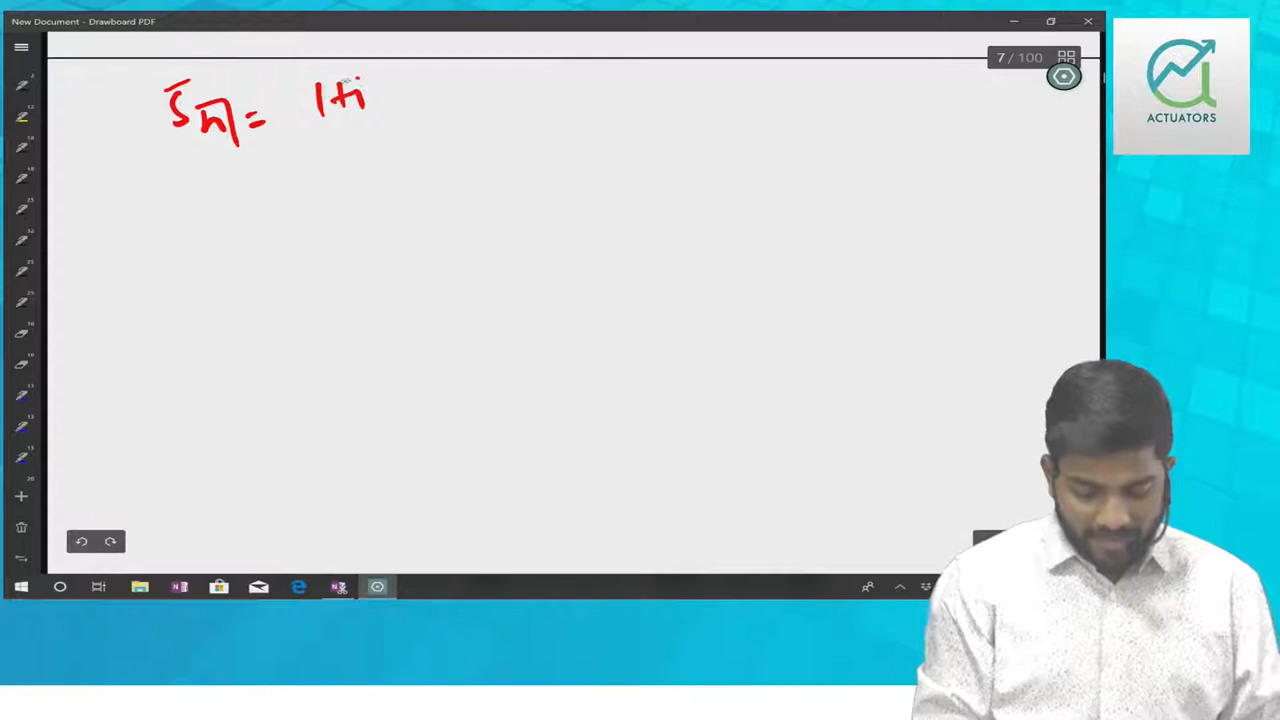 New Document - Drawboard PDF
7 / 100
s̄n̅| = 1+i
ACTUATORS